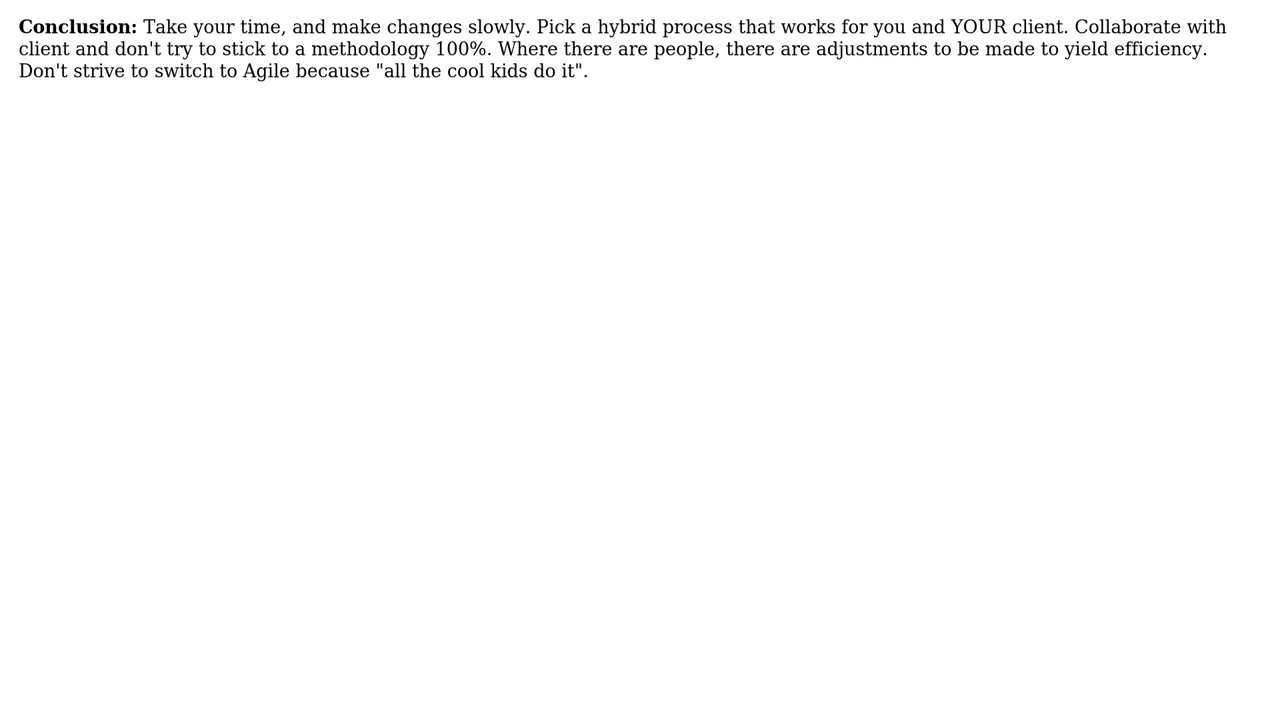 Conclusion: Take your time, and make changes slowly. Pick a hybrid process that works for you and YOUR client. Collaborate with
client and don't try to stick to a methodology 100%. Where there are people, there are adjustments to be made to yield efficiency.
Don't strive to switch to Agile because "all the cool kids do it".